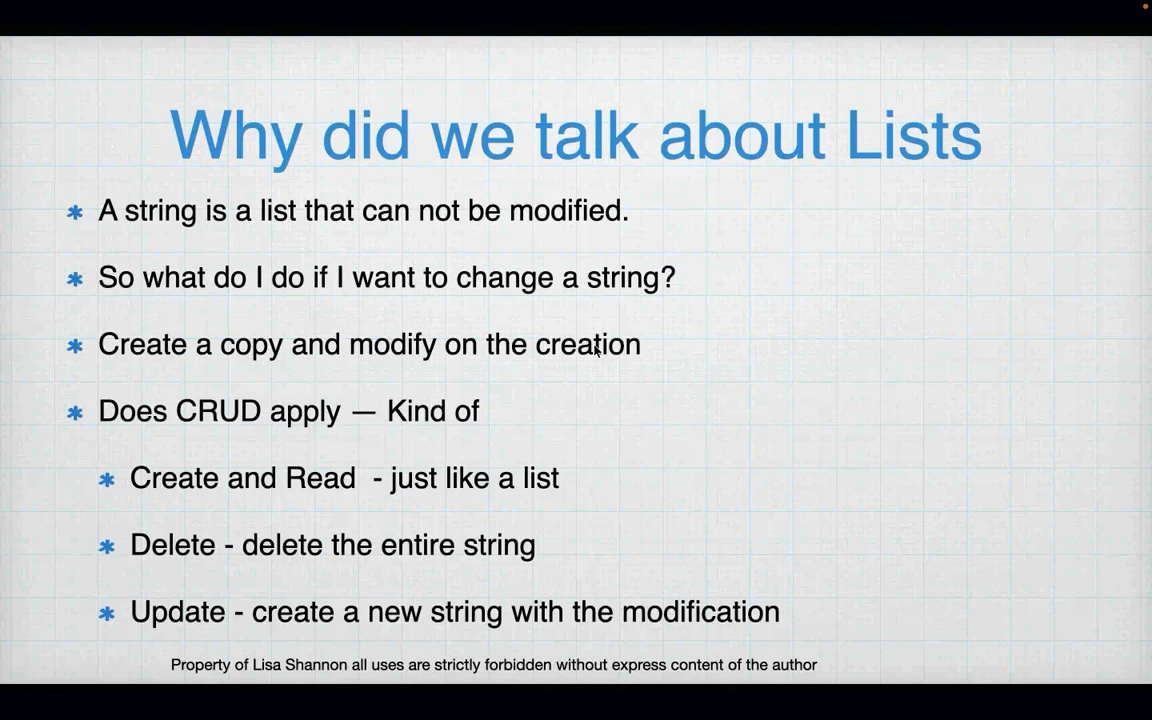 Why did we talk about Lists
* A string is a list that can not be modified.
* So what do I do if I want to change a string?
* Create a copy and modify on the creation
* Does CRUD apply — Kind of
* Create and Read  - just like a list
* Delete - delete the entire string
* Update - create a new string with the modification
Property of Lisa Shannon all uses are strictly forbidden without express content of the author